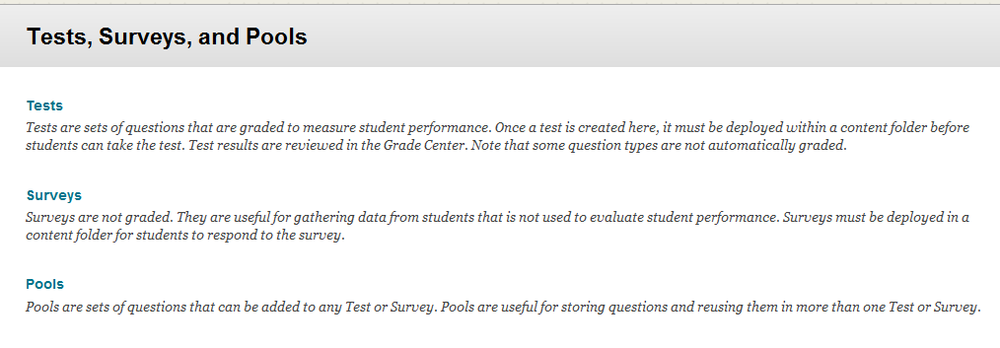 Tests, Surveys, and Pools
Tests
Tests are sets of questions that are graded to measure student performance. Once a test is created here, it must be deployed within a content folder before
students can take the test. Test results are reviewed in the Grade Center. Note that some question types are not automatically graded.
Surveys
Surveys are not graded. They are useful for gathering data from students that is not used to evaluate student performance. Surveys must be deployed in a
content folder for students to respond to the survey.
Pools
Pools are sets of questions that can be added to any Test or Survey. Pools are useful for storing questions and reusing them in more than one Test or Survey.